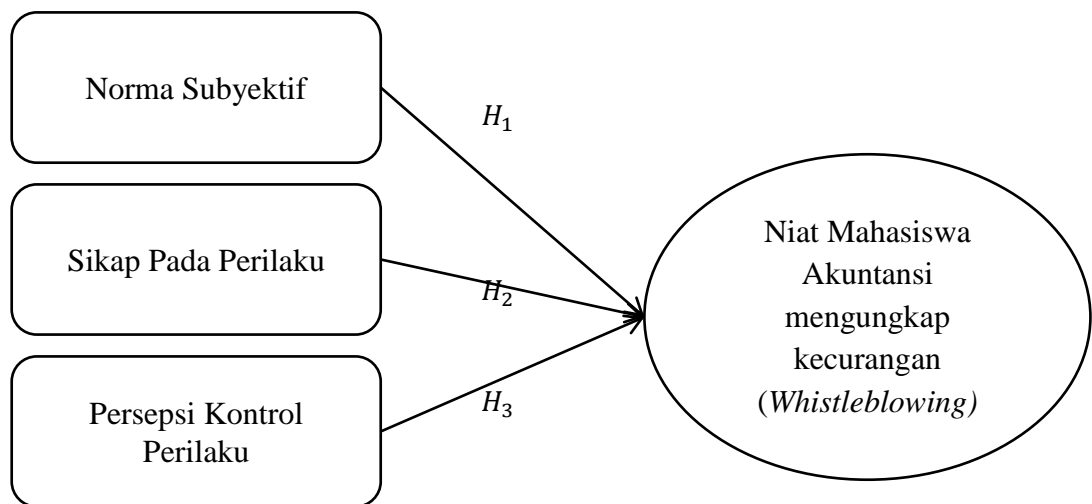 Norma Subyektif
H₁
Sikap Pada Perilaku
H₂
Persepsi Kontrol
Perilaku
H₃
Niat Mahasiswa
Akuntansi
mengungkap
kecurangan
(Whistleblowing)